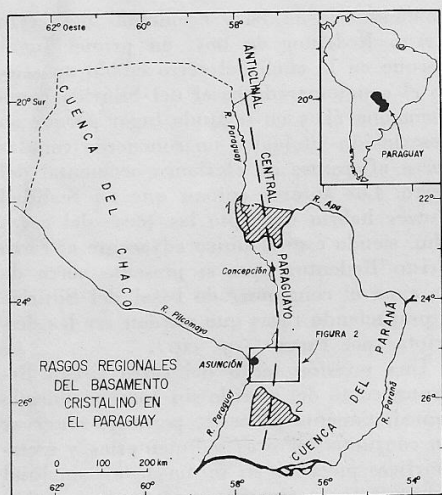 62 Oeste
60
58
56
20° Sur
20°
PARAGUAY
ANTICLINAL
CENTRAL
PARAGUAYO
R. Paraguay
CUENCA DEL CHACO
22
1
R. Apa
Concepción
24
24°
R. Pilcomayo
FIGURA 2
ASUNCIÓN
RASGOS REGIONALES
DEL BASAMENTO
CRISTALINO EN
EL PARAGUAY
26
26°
2
R. Paraguay
CUENCA DEL PARANÁ
R. Paraná
0
100
200 km
62
60
58
56